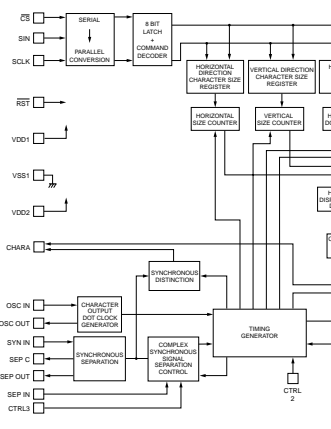 CS
SIN
SCLK
SERIAL
PARALLEL
CONVERSION
8 BIT
LATCH
+
COMMAND
DECODER
HORIZONTAL
DIRECTION
CHARACTER SIZE
REGISTER
VERTICAL DIRECTION
CHARACTER SIZE
REGISTER
HORIZONTAL
SIZE COUNTER
VERTICAL
SIZE COUNTER
RST
VDD1
VSS1
VDD2
CHARA
SYNCHRONOUS
DISTINCTION
OSC IN
OSC OUT
CHARACTER
OUTPUT
DOT CLOCK
GENERATOR
SYN IN
SEP C
SEP OUT
SYNCHRONOUS
SEPARATION
COMPLEX
SYNCHRONOUS
SIGNAL
SEPARATION
CONTROL
TIMING
GENERATOR
SEP IN
CTRL3
CTRL
2